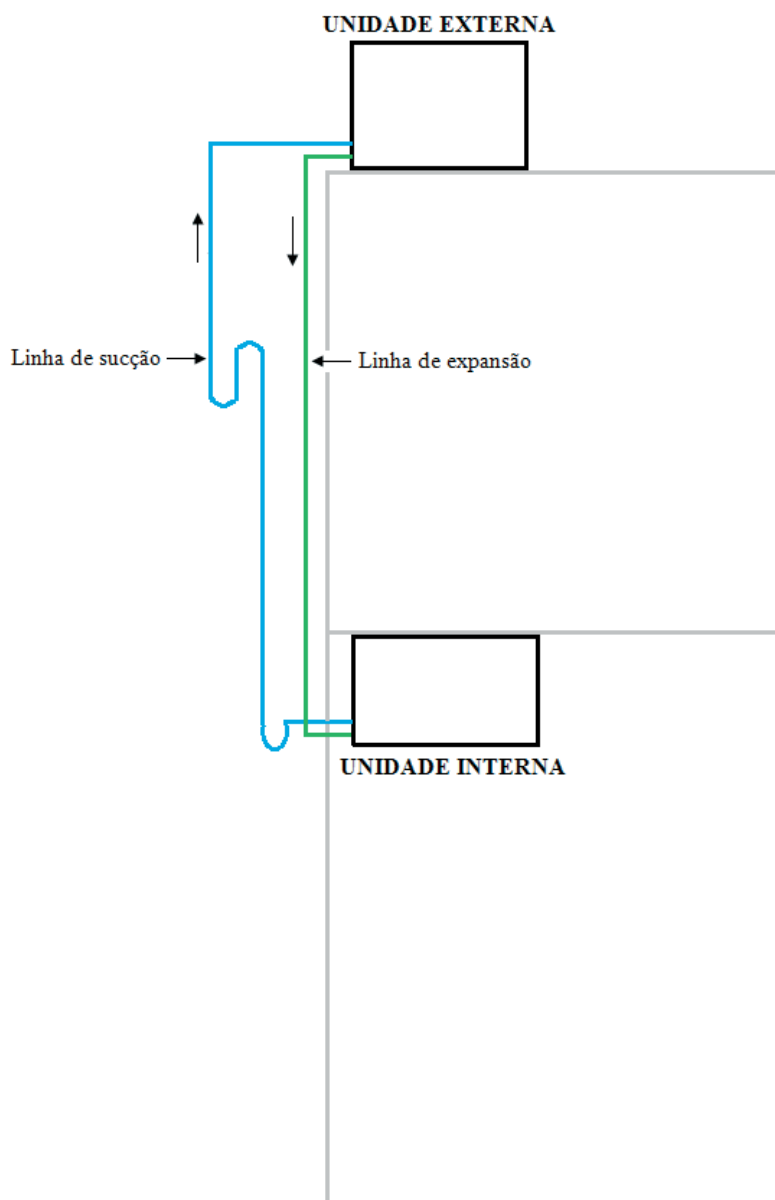 UNIDADE EXTERNA
Linha de sucção
Linha de expansão
UNIDADE INTERNA